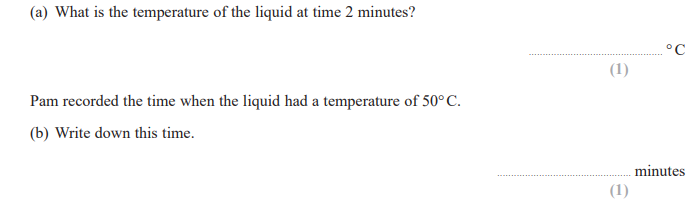 (a) What is the temperature of the liquid at time 2 minutes?
.................................................... °C
(1)
Pam recorded the time when the liquid had a temperature of 50°C.
(b) Write down this time.
.................................................... minutes
(1)